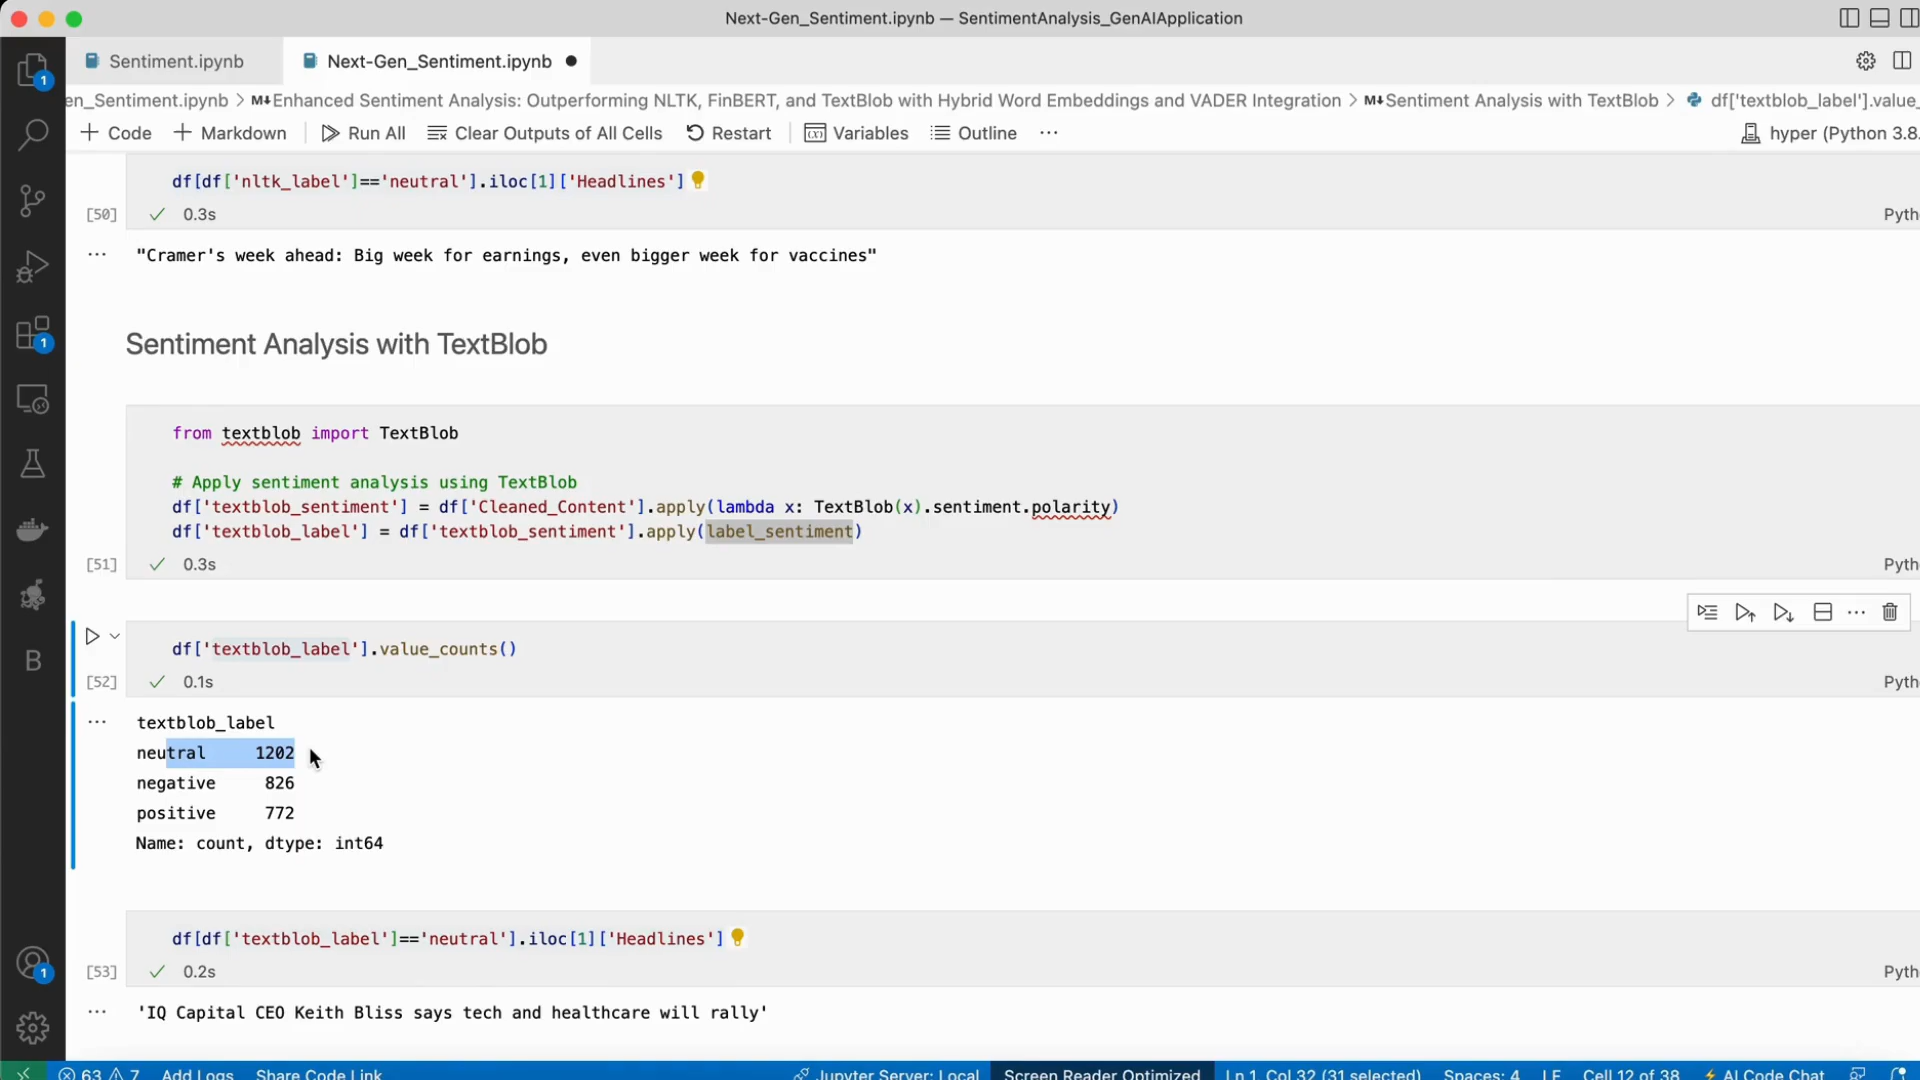 Next-Gen_Sentiment.ipynb — SentimentAnalysis_GenAIApplication
Sentiment.ipynb
Next-Gen_Sentiment.ipynb
en_Sentiment.ipynb > M↓Enhanced Sentiment Analysis: Outperforming NLTK, FinBERT, and TextBlob with Hybrid Word Embeddings and VADER Integration > M↓Sentiment Analysis with TextBlob > df['textblob_label'].value_
+ Code + Markdown Run All Clear Outputs of All Cells Restart Variables Outline ··· hyper (Python 3.8.
df[df['nltk_label']=='neutral'].iloc[1]['Headlines']
[50] ✓ 0.3s Pyth
··· "Cramer's week ahead: Big week for earnings, even bigger week for vaccines"
Sentiment Analysis with TextBlob
from textblob import TextBlob
# Apply sentiment analysis using TextBlob
df['textblob_sentiment'] = df['Cleaned_Content'].apply(lambda x: TextBlob(x).sentiment.polarity)
df['textblob_label'] = df['textblob_sentiment'].apply(label_sentiment)
[51] ✓ 0.3s Pyth
df['textblob_label'].value_counts()
[52] ✓ 0.1s Pyth
··· textblob_label
neutral 1202
negative 826
positive 772
Name: count, dtype: int64
df[df['textblob_label']=='neutral'].iloc[1]['Headlines']
[53] ✓ 0.2s Pyth
··· 'IQ Capital CEO Keith Bliss says tech and healthcare will rally'
63 7 Add Logs Share Code Link Jupyter Server: Local Screen Reader Optimized Ln 1, Col 32 (31 selected) Spaces: 4 LF Cell 12 of 38 AI Code Chat
1
1
1
B